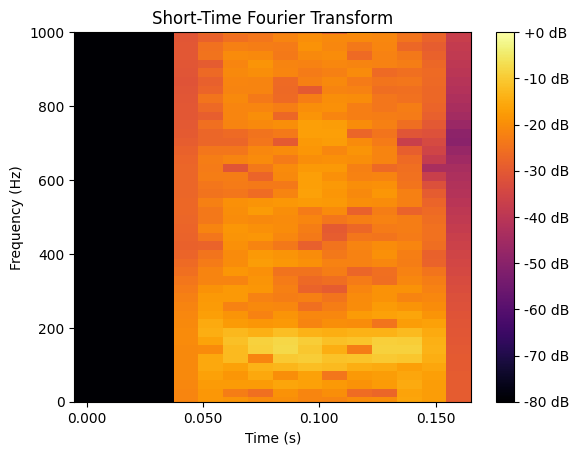 Short-Time Fourier Transform
Frequency (Hz)
1000
800
600
400
200
0
0.000
0.050
0.100
0.150
Time (s)
+0 dB
-10 dB
-20 dB
-30 dB
-40 dB
-50 dB
-60 dB
-70 dB
-80 dB